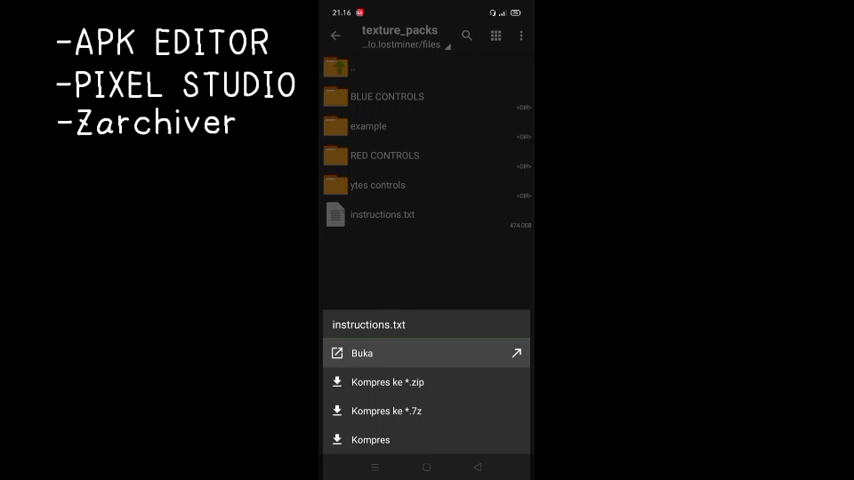 -APK EDITOR
-PIXEL STUDIO
-Zarchiver
21.16
texture_packs
...lo.lostminer/files
..
BLUE CONTROLS
<DIR>
example
<DIR>
RED CONTROLS
<DIR>
ytes controls
<DIR>
instructions.txt
474.00B
instructions.txt
Buka
Kompres ke *.zip
Kompres ke *.7z
Kompres